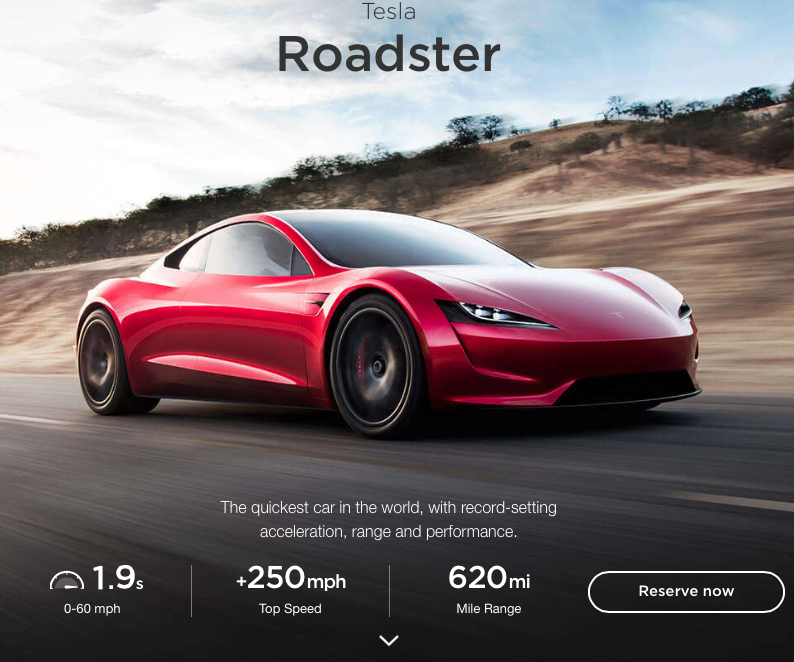 Tesla
Roadster
The quickest car in the world, with record-setting
acceleration, range and performance.
1.9s
0-60 mph
+250mph
Top Speed
620mi
Mile Range
Reserve now